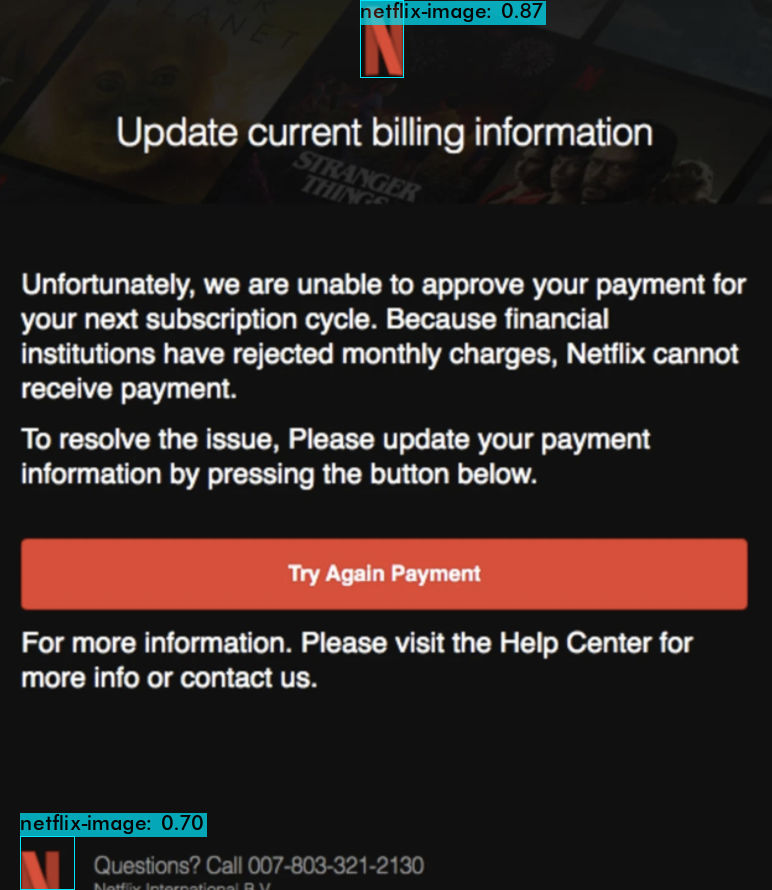 netflix-image: 0.87
Update current billing information
STRANGER
THINGS
Unfortunately, we are unable to approve your payment for
your next subscription cycle. Because financial
institutions have rejected monthly charges, Netflix cannot
receive payment.
To resolve the issue, Please update your payment
information by pressing the button below.
Try Again Payment
For more information. Please visit the Help Center for
more info or contact us.
netflix-image: 0.70
Questions? Call 007-803-321-2130
Netflix International B.V.